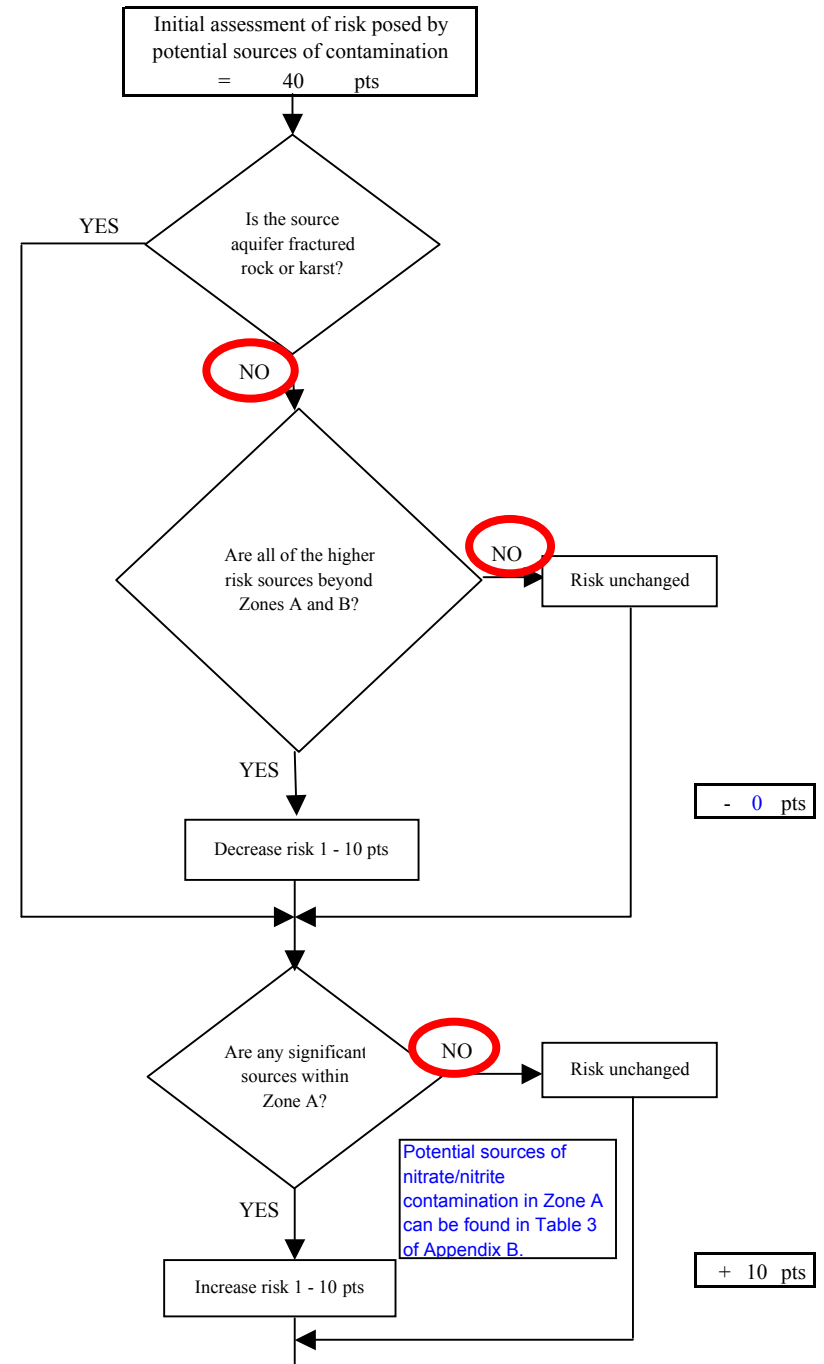 Initial assessment of risk posed by
potential sources of contamination
= 40 pts
YES
Is the source
aquifer fractured
rock or karst?
NO
Are all of the higher
risk sources beyond
Zones A and B?
NO
Risk unchanged
YES
- 0 pts
Decrease risk 1 - 10 pts
Are any significant
sources within
Zone A?
NO
Risk unchanged
Potential sources of
nitrate/nitrite
contamination in Zone A
can be found in Table 3
of Appendix B.
YES
+ 10 pts
Increase risk 1 - 10 pts